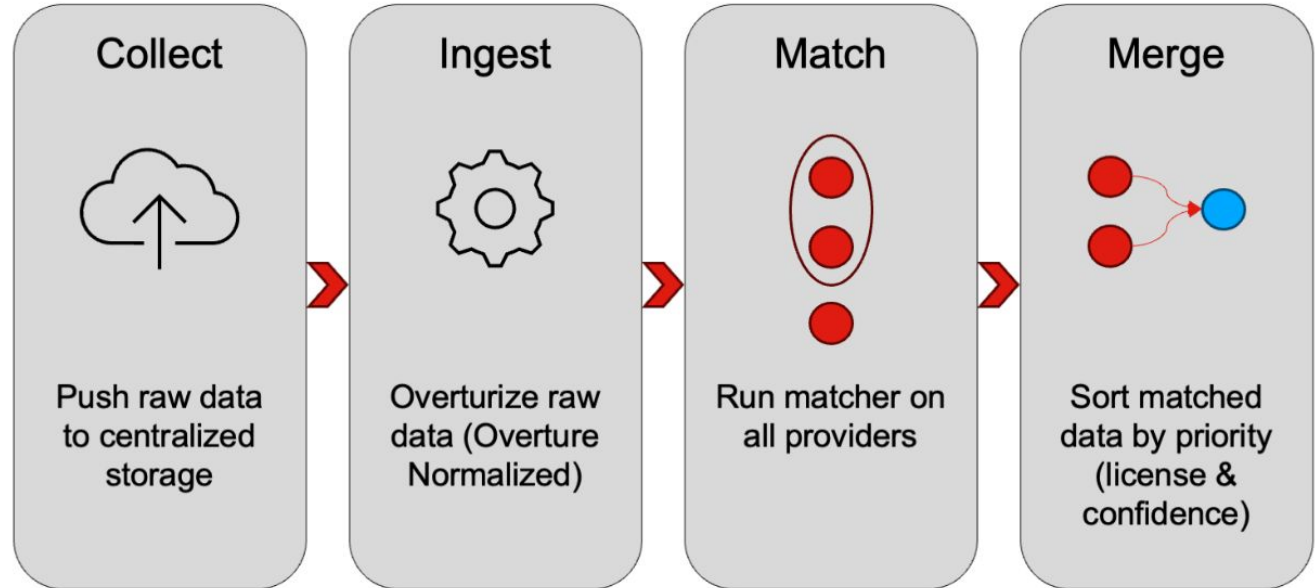 Collect
Push raw data
to centralized
storage
Ingest
Overturize raw
data (Overture
Normalized)
Match
Run matcher on
all providers
Merge
Sort matched
data by priority
(license &
confidence)